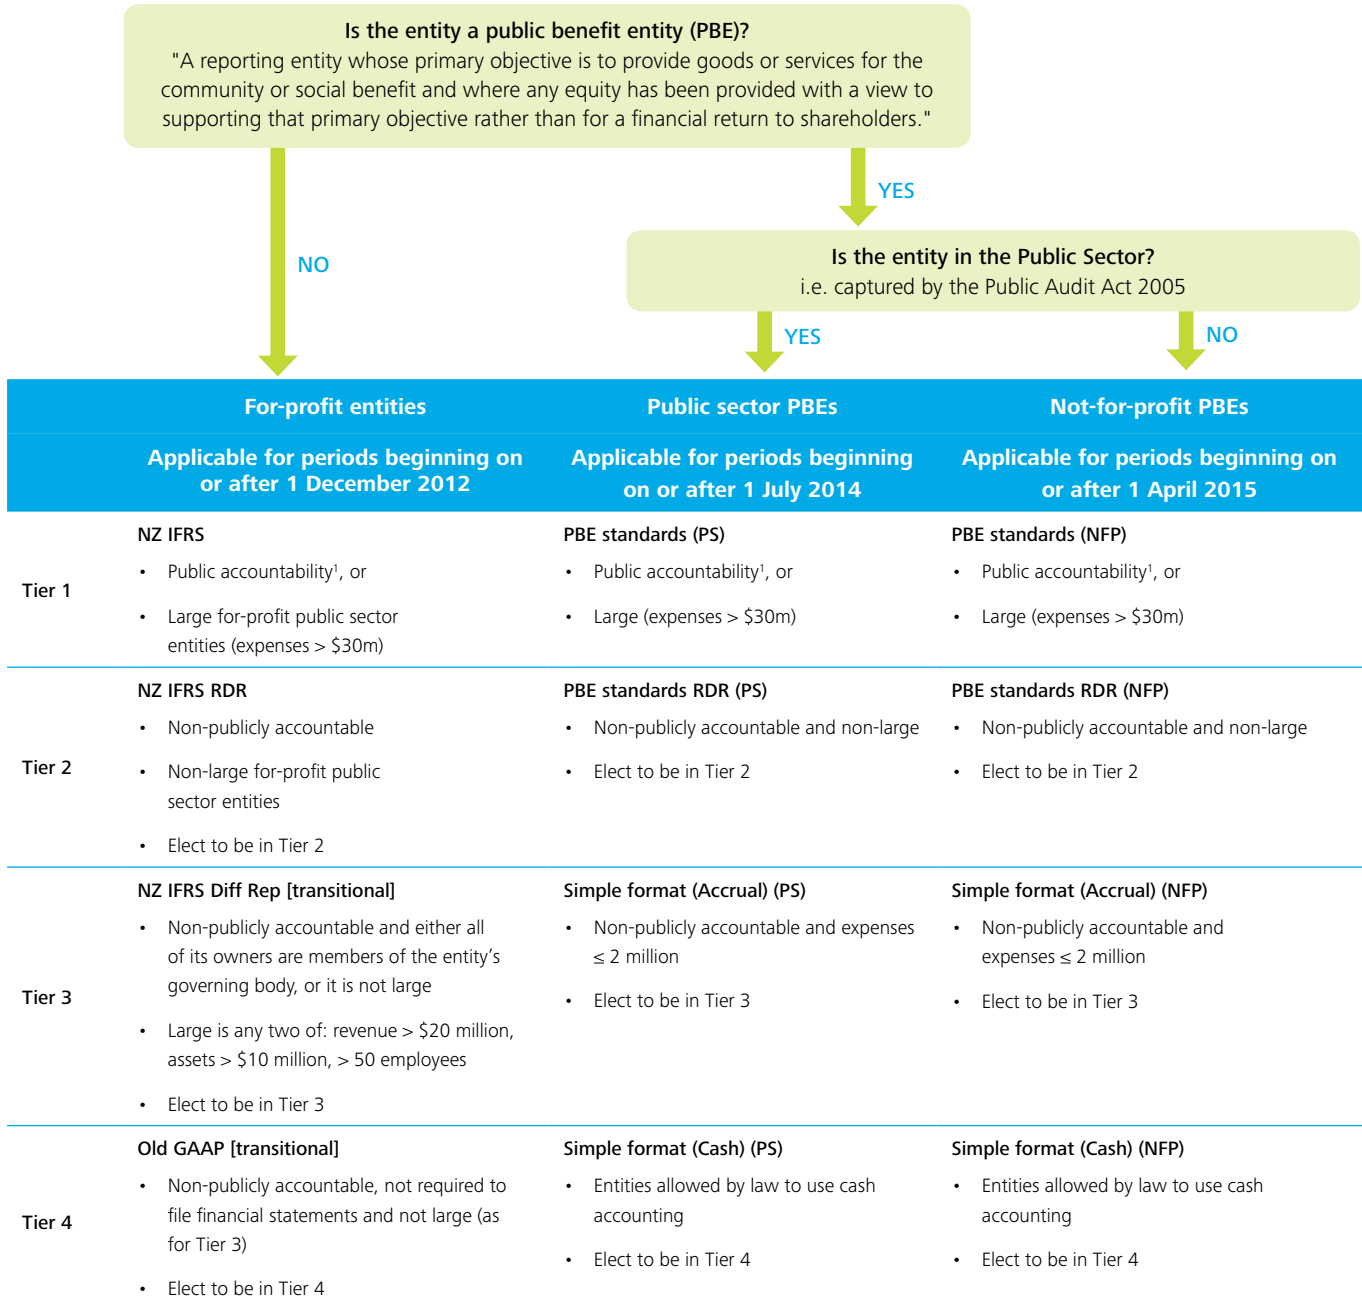 Is the entity a public benefit entity (PBE)?
"A reporting entity whose primary objective is to provide goods or services for the
community or social benefit and where any equity has been provided with a view to
supporting that primary objective rather than for a financial return to shareholders."
YES
NO
Is the entity in the Public Sector?
i.e. captured by the Public Audit Act 2005
YES
NO
For-profit entities
Public sector PBEs
Not-for-profit PBEs
Applicable for periods beginning on
or after 1 December 2012
Applicable for periods beginning
on or after 1 July 2014
Applicable for periods beginning on
or after 1 April 2015
Tier 1
NZ IFRS
• Public accountability¹, or
• Large for-profit public sector
entities (expenses > $30m)
PBE standards (PS)
• Public accountability¹, or
• Large (expenses > $30m)
PBE standards (NFP)
• Public accountability¹, or
• Large (expenses > $30m)
Tier 2
NZ IFRS RDR
• Non-publicly accountable
• Non-large for-profit public
sector entities
• Elect to be in Tier 2
PBE standards RDR (PS)
• Non-publicly accountable and non-large
• Elect to be in Tier 2
PBE standards RDR (NFP)
• Non-publicly accountable and non-large
• Elect to be in Tier 2
Tier 3
NZ IFRS Diff Rep [transitional]
• Non-publicly accountable and either all
of its owners are members of the entity’s
governing body, or it is not large
• Large is any two of: revenue > $20 million,
assets > $10 million, > 50 employees
• Elect to be in Tier 3
Simple format (Accrual) (PS)
• Non-publicly accountable and expenses
≤ 2 million
• Elect to be in Tier 3
Simple format (Accrual) (NFP)
• Non-publicly accountable and
expenses ≤ 2 million
• Elect to be in Tier 3
Tier 4
Old GAAP [transitional]
• Non-publicly accountable, not required to
file financial statements and not large (as
for Tier 3)
• Elect to be in Tier 4
Simple format (Cash) (PS)
• Entities allowed by law to use cash
accounting
• Elect to be in Tier 4
Simple format (Cash) (NFP)
• Entities allowed by law to use cash
accounting
• Elect to be in Tier 4